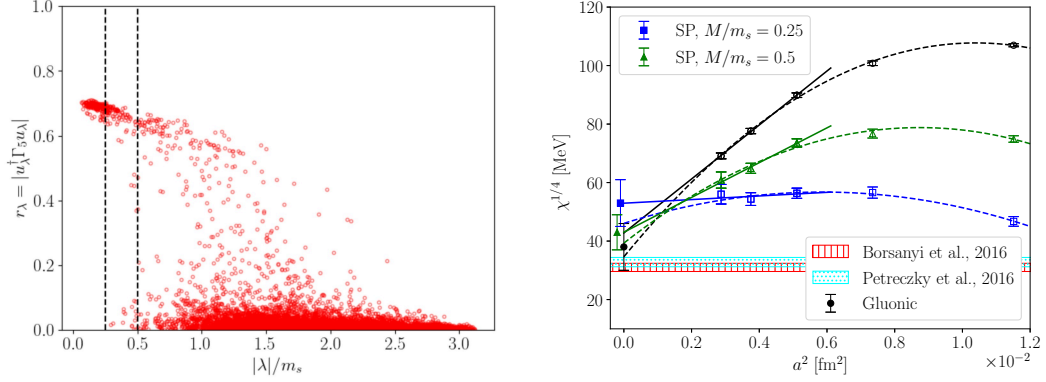 1.0
0.8
0.6
0.4
0.2
0.0
r_λ = |u_λ^† Γ_5 u_λ|
0.0 0.5 1.0 1.5 2.0 2.5 3.0
|λ|/m_s
120
100
80
60
40
20
χ^{1/4} [MeV]
SP, M/m_s = 0.25
SP, M/m_s = 0.5
Borsanyi et al., 2016
Petreczky et al., 2016
Gluonic
0.0 0.2 0.4 0.6 0.8 1.0 1.2
×10^{−2}
a^2 [fm^2]